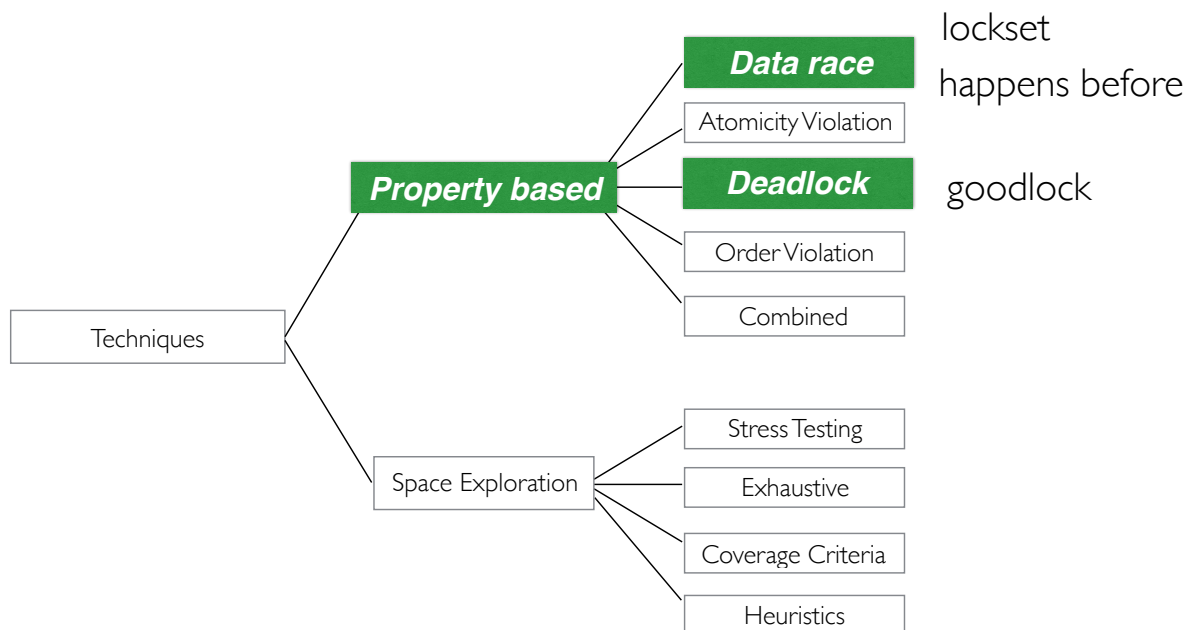 lockset
Data race
happens before
Atomicity Violation
Property based
Deadlock
goodlock
Order Violation
Combined
Techniques
Stress Testing
Space Exploration
Exhaustive
Coverage Criteria
Heuristics